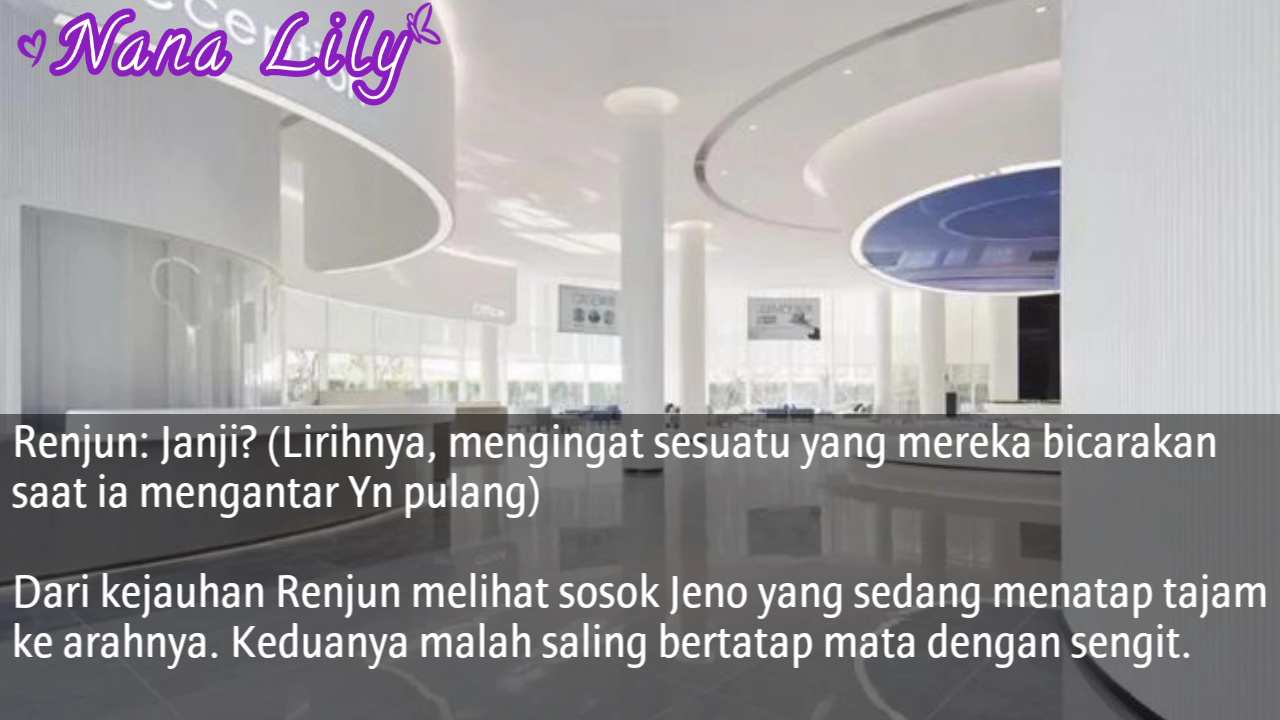 Nana Lily
Renjun: Janji? (Lirihnya, mengingat sesuatu yang mereka bicarakan
saat ia mengantar Yn pulang)
Dari kejauhan Renjun melihat sosok Jeno yang sedang menatap tajam
ke arahnya. Keduanya malah saling bertatap mata dengan sengit.